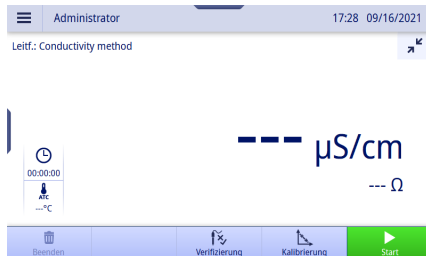 Administrator 17:28 09/16/2021
Leitf.: Conductivity method
--- µS/cm
--- Ω
00:00:00
ATC
---°C
Beenden Verifizierung Kalibrierung Start